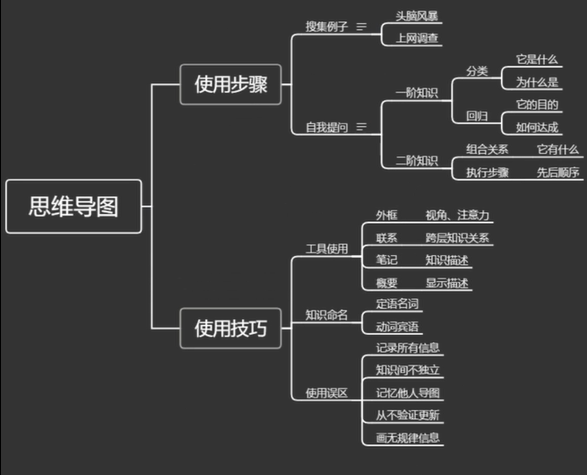 思维导图
使用步骤
搜集例子
头脑风暴
上网调查
自我提问
一阶知识
分类
它是什么
为什么是
回归
它的目的
如何达成
二阶知识
组合关系 它有什么
执行步骤 先后顺序
使用技巧
工具使用
外框 视角、注意力
联系 跨层知识关系
笔记 知识描述
概要 显示描述
知识命名
定语名词
动词宾语
使用误区
记录所有信息
知识间不独立
记忆他人导图
从不验证更新
画无规律信息